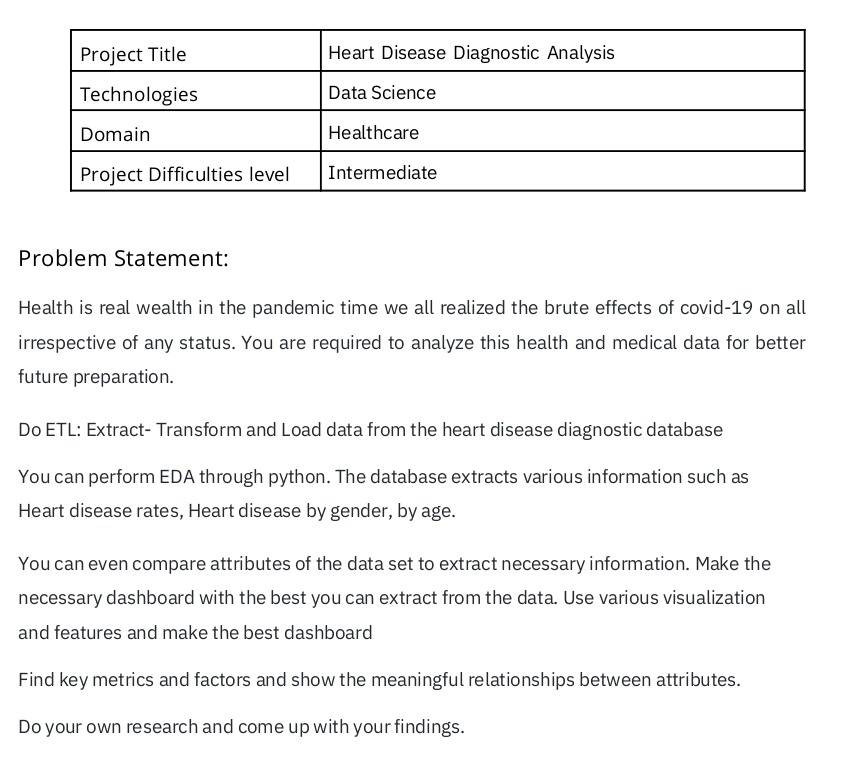 Project Title
Heart Disease Diagnostic Analysis
Technologies
Data Science
Domain
Healthcare
Project Difficulties level
Intermediate
Problem Statement:
Health is real wealth in the pandemic time we all realized the brute effects of covid-19 on all
irrespective of any status. You are required to analyze this health and medical data for better
future preparation.
Do ETL: Extract- Transform and Load data from the heart disease diagnostic database
You can perform EDA through python. The database extracts various information such as
Heart disease rates, Heart disease by gender, by age.
You can even compare attributes of the data set to extract necessary information. Make the
necessary dashboard with the best you can extract from the data. Use various visualization
and features and make the best dashboard
Find key metrics and factors and show the meaningful relationships between attributes.
Do your own research and come up with your findings.